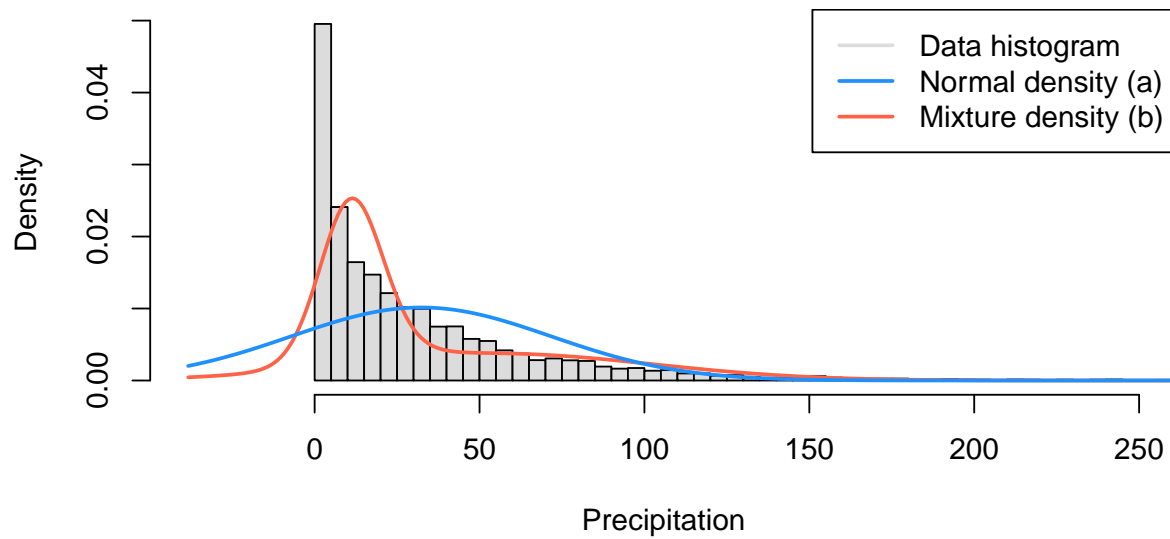 Data histogram
Normal density (a)
Mixture density (b)
Density
0.04
0.02
0.00
0 50 100 150 200 250
Precipitation